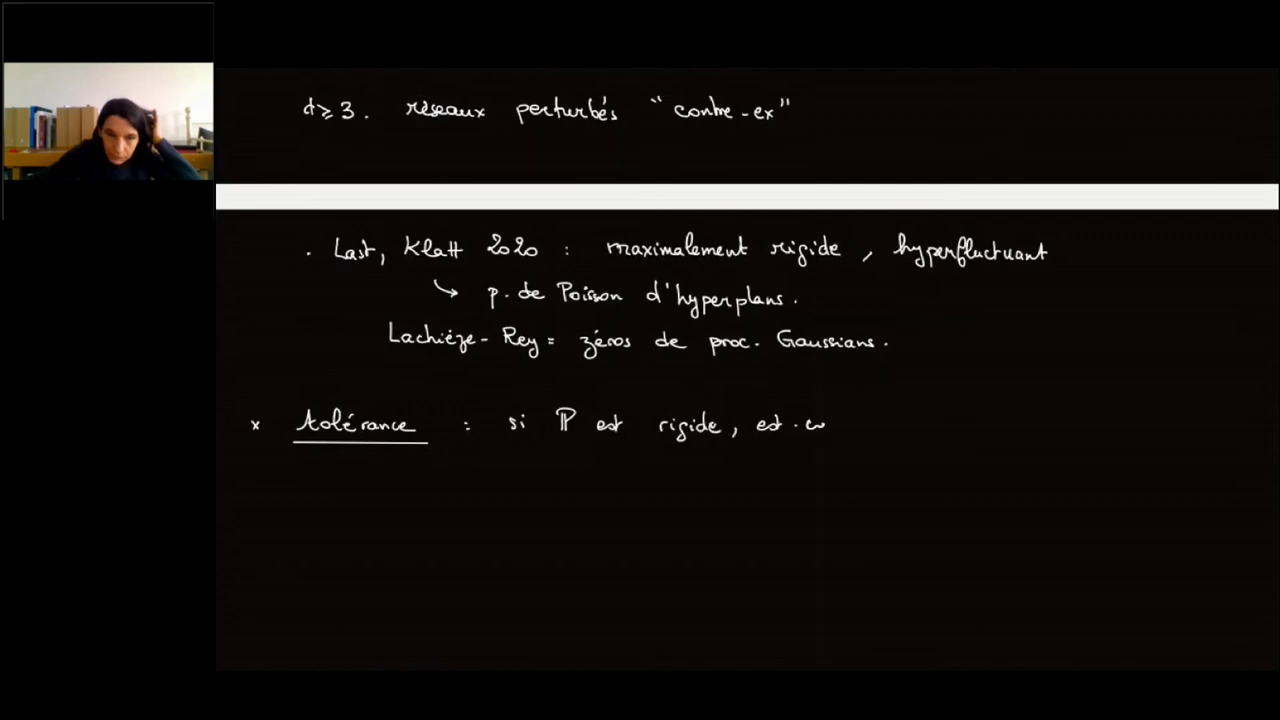 d ≥ 3. réseaux perturbés "contre-ex"
. Last, Klatt 2020 : maximalement rigide, hyperfluctuant
↳ p. de Poisson d'hyperplans.
Lachièze-Rey = zéros de proc. Gaussians.
x tolérance : si ℙ est rigide, est-ce